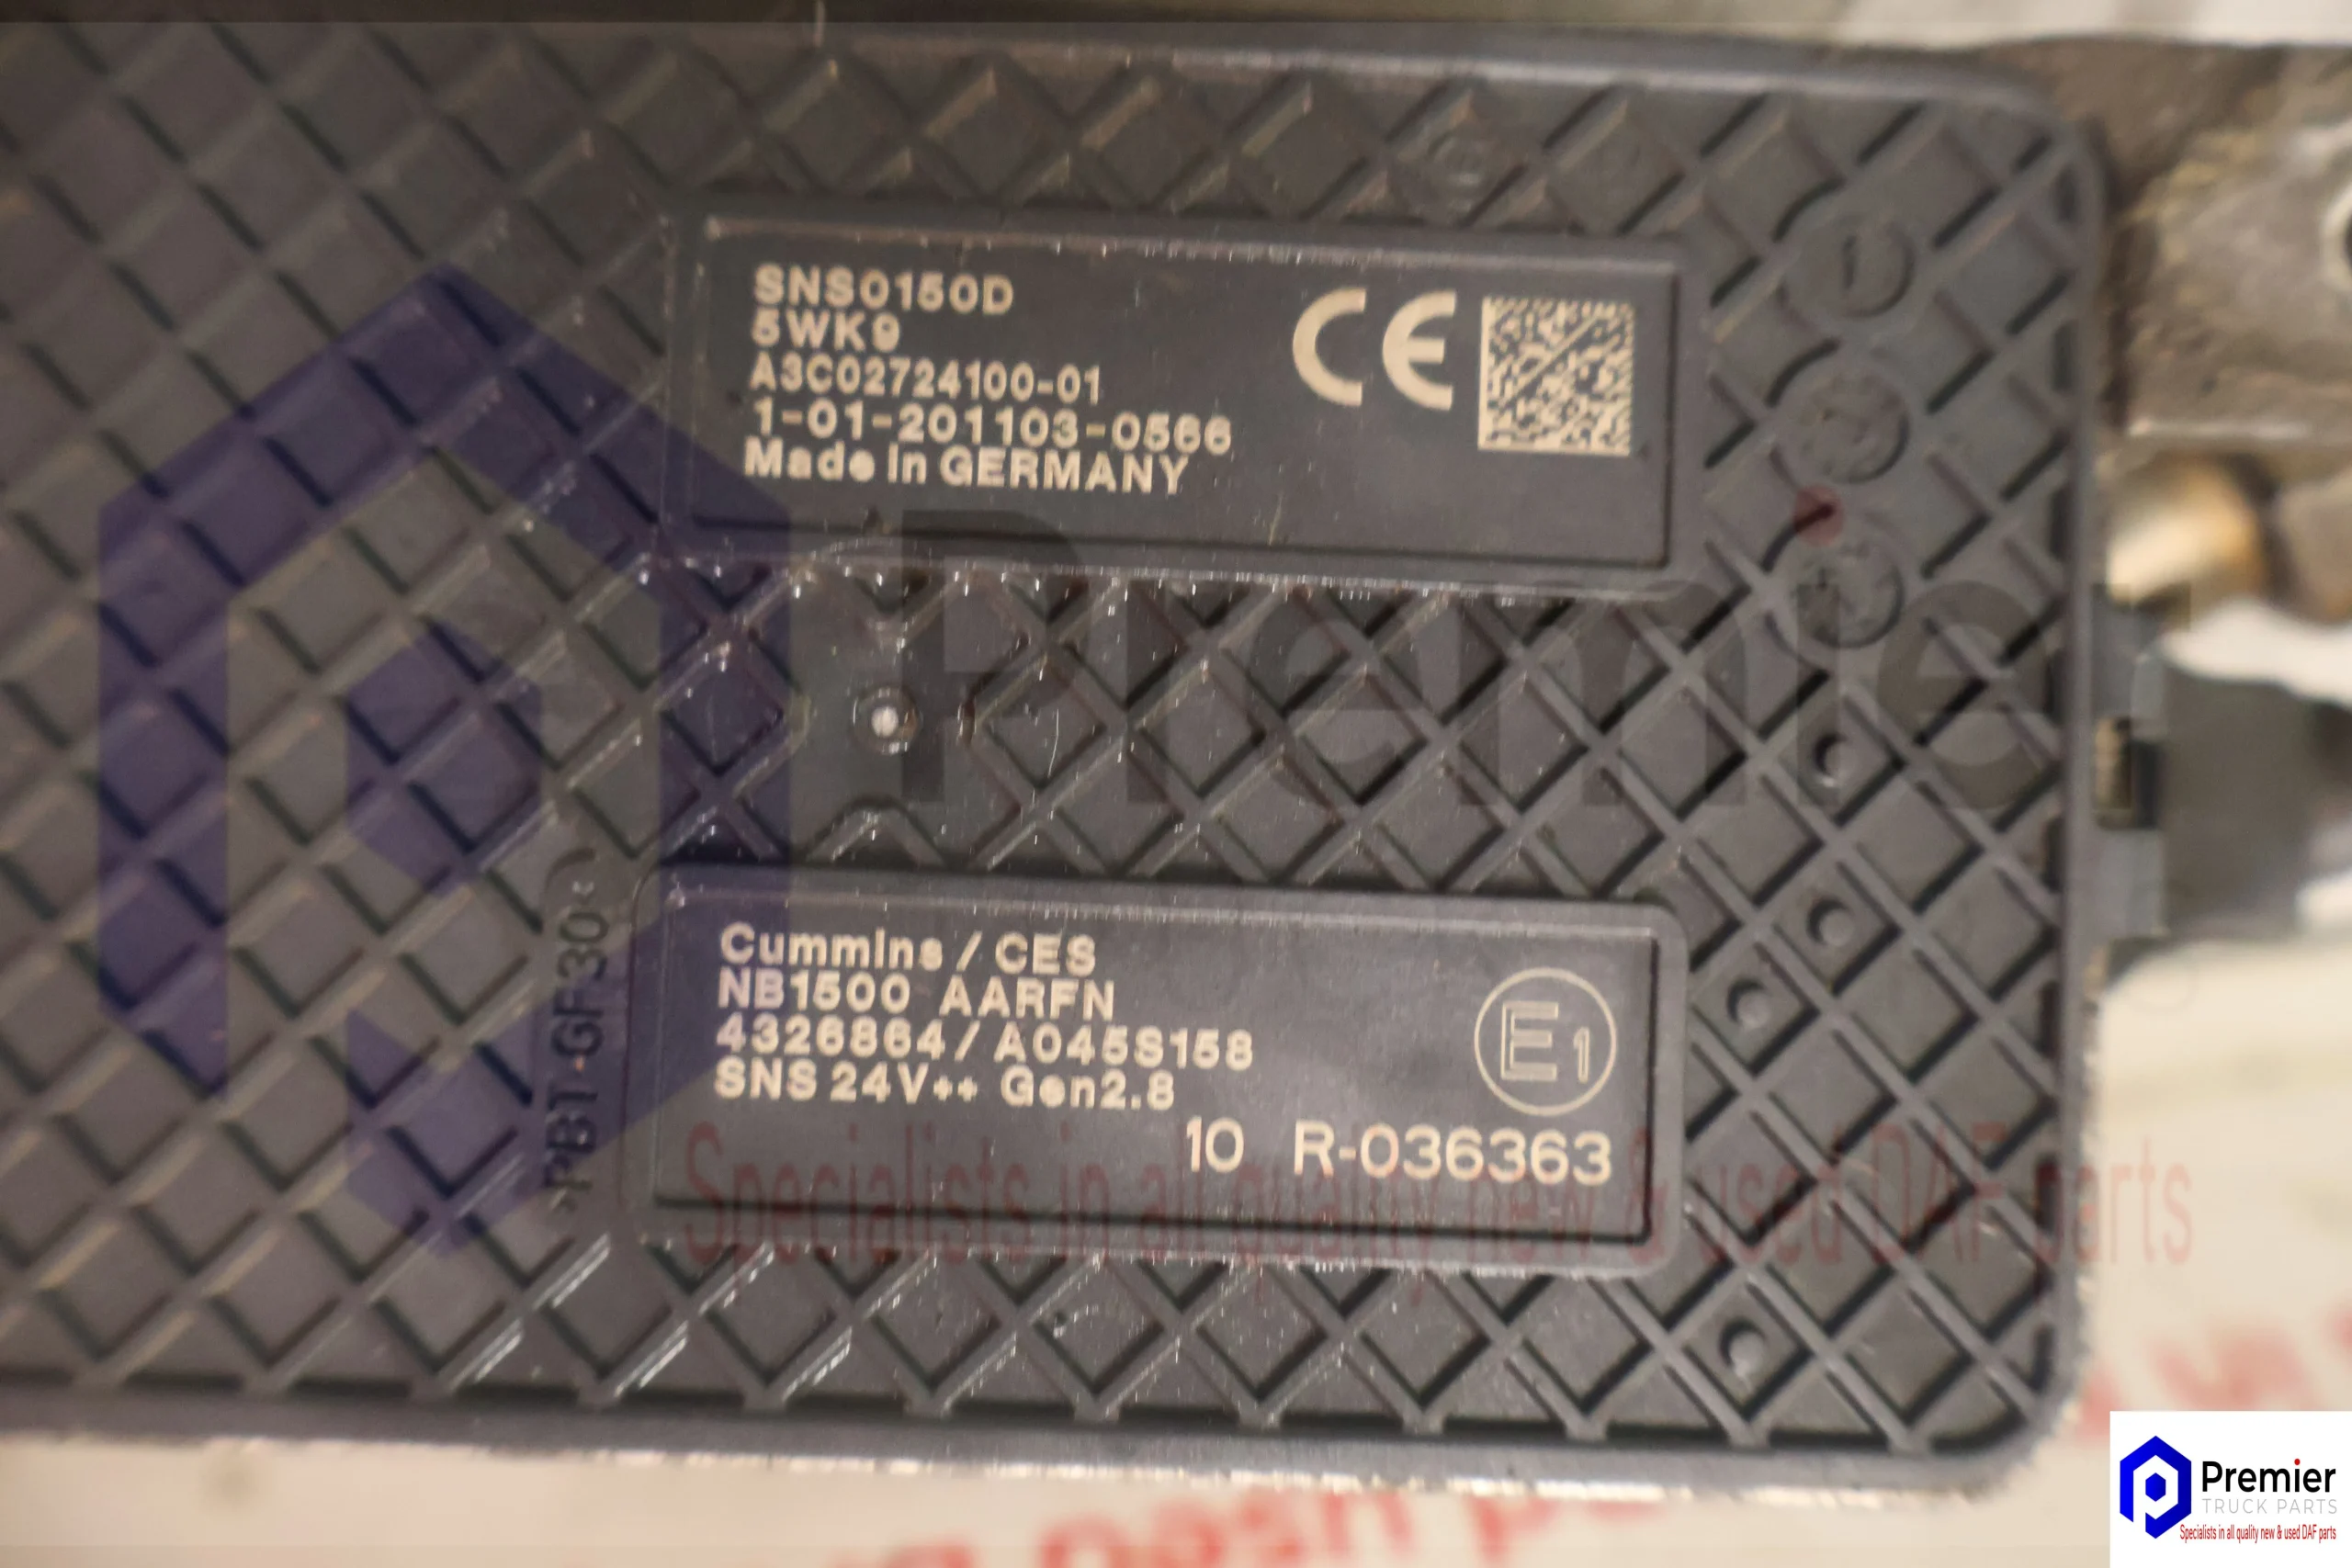 SNS0150D
5WK9
A3C02724100-01
1-01-201103-0566
Made in GERMANY
CE
Premier
>PBT-GF30<
Cummins / CES
NB1500 AARFN
4326864/A045S158
SNS 24V++ Gen2.8
E1
10 R-036363
Specialists in all quality new & used DAF parts
Premier
TRUCK PARTS
Specialists in all quality new & used DAF parts